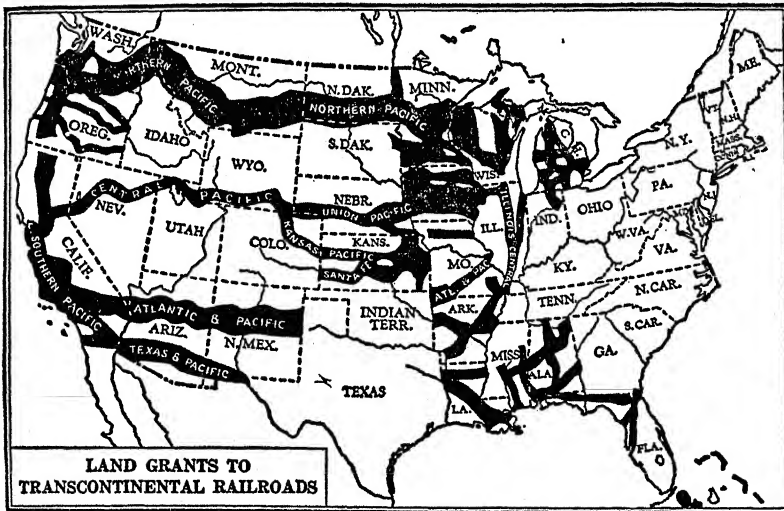 WASH.
MONT.
N. DAK.
MINN.
ME.
NORTHERN PACIFIC
NORTHERN PACIFIC
VT.
N.H.
OREG.
IDAHO
S.DAK.
WIS.
N.Y.
MASS.
CONN.
WYO.
CENTRAL PACIFIC
NEBR.
UNION PACIFIC
ILLINOIS CENTRAL
PA.
N.J.
NEV.
UTAH
COLO.
KANSAS PACIFIC
KANS.
SANTA FE
ILL.
IND.
OHIO
W.VA.
VA.
MD.
DEL.
CALIF.
SOUTHERN PACIFIC
MO.
ATL. & PAC.
KY.
ATLANTIC & PACIFIC
ARIZ.
N. MEX.
INDIAN
TERR.
ARK.
TENN.
N. CAR.
S. CAR.
TEXAS & PACIFIC
TEXAS
MISS.
ALA.
GA.
LA.
FLA.
LAND GRANTS TO
TRANSCONTINENTAL RAILROADS